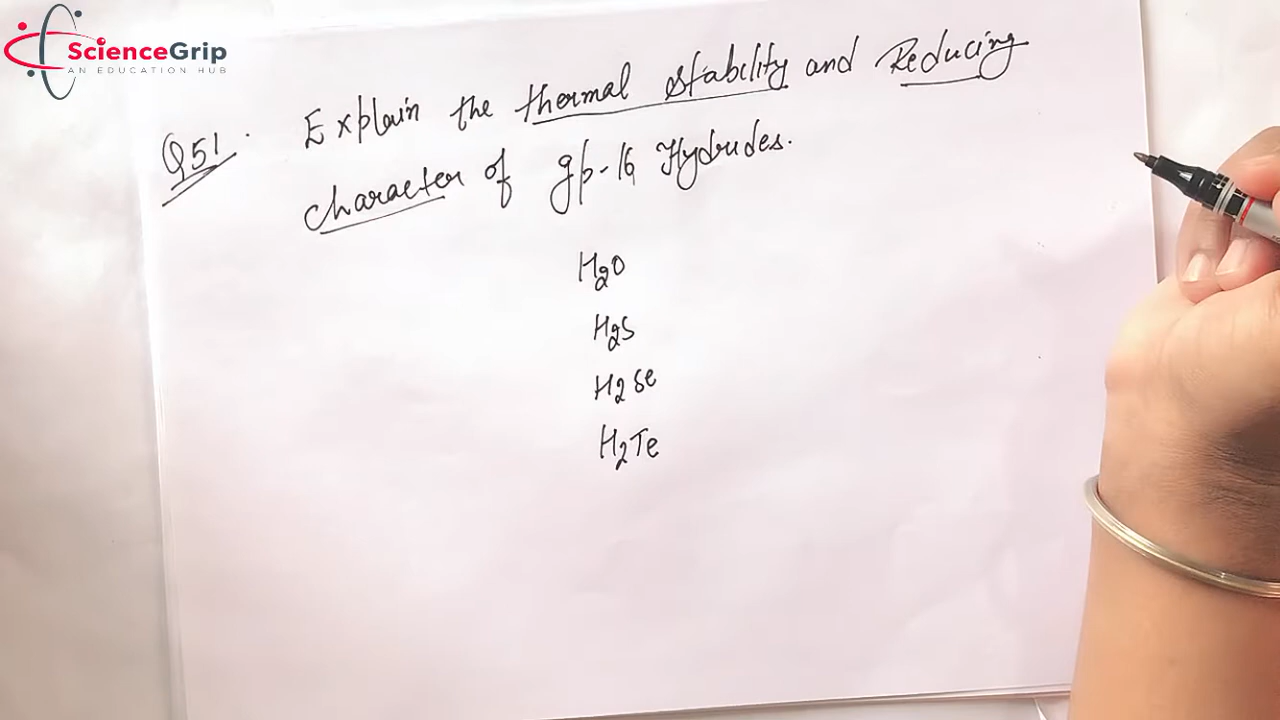 ScienceGrip
AN EDUCATION HUB
Q51. Explain the thermal stability and Reducing
character of gp-16 Hydrides.
H2O
H2S
H2Se
H2Te